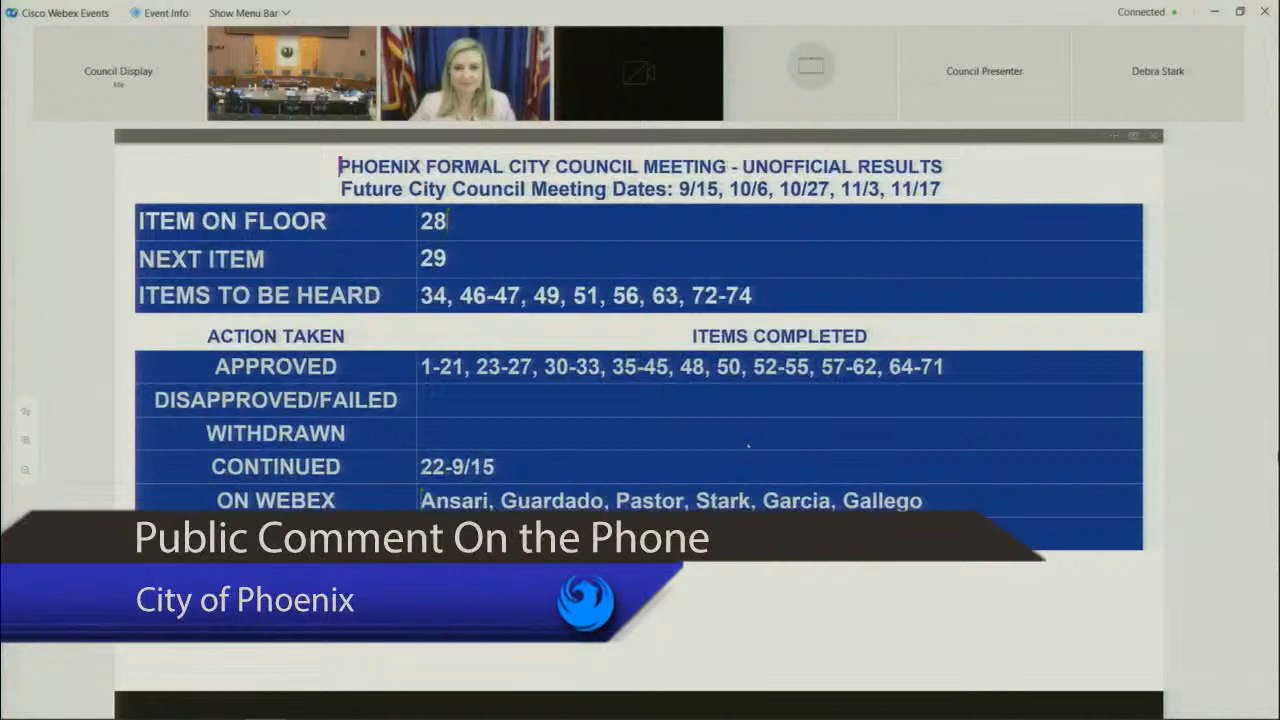 Cisco Webex Events Event Info Show Menu Bar Connected
Council Display
Me
Council Presenter
Debra Stark
PHOENIX FORMAL CITY COUNCIL MEETING - UNOFFICIAL RESULTS
Future City Council Meeting Dates: 9/15, 10/6, 10/27, 11/3, 11/17
ITEM ON FLOOR 28
NEXT ITEM 29
ITEMS TO BE HEARD 34, 46-47, 49, 51, 56, 63, 72-74
ACTION TAKEN ITEMS COMPLETED
APPROVED 1-21, 23-27, 30-33, 35-45, 48, 50, 52-55, 57-62, 64-71
DISAPPROVED/FAILED
WITHDRAWN
CONTINUED 22-9/15
ON WEBEX Ansari, Guardado, Pastor, Stark, Garcia, Gallego
Public Comment On the Phone
City of Phoenix